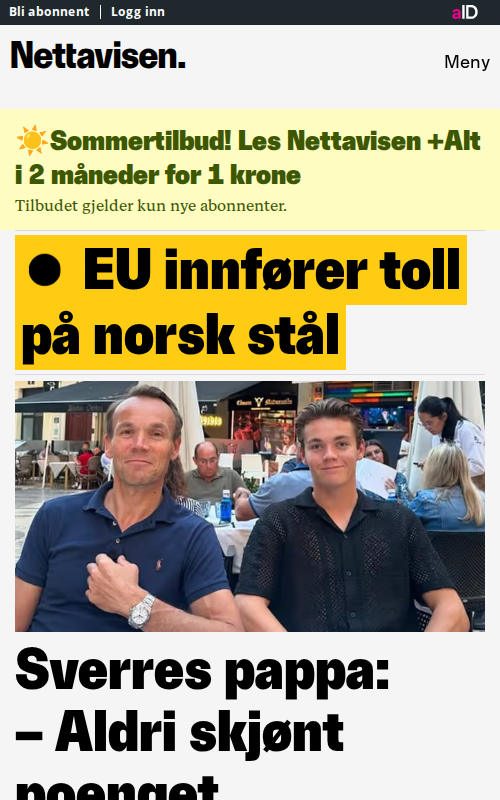 Bli abonnent | Logg inn
aID
Nettavisen.
Meny
☀️Sommertilbud! Les Nettavisen +Alt
i 2 måneder for 1 krone
Tilbudet gjelder kun nye abonnenter.
● EU innfører toll
på norsk stål
Sverres pappa:
– Aldri skjønt
poenget